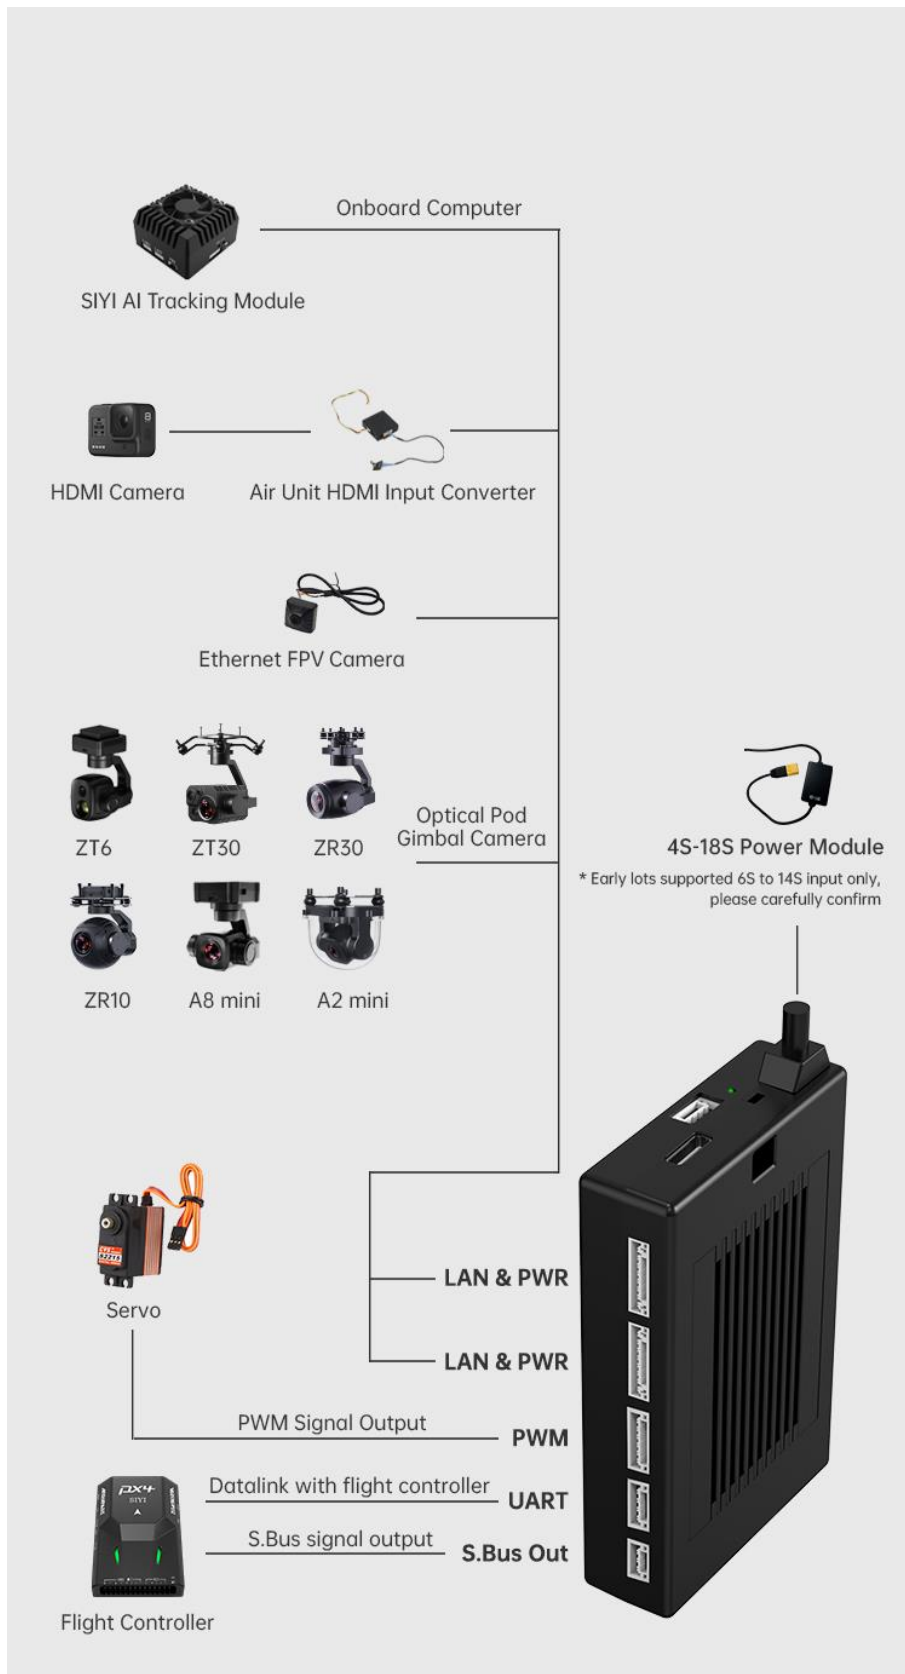 Onboard Computer
SIYI AI Tracking Module
8
HDMI Camera
Air Unit HDMI Input Converter
Ethernet FPV Camera
ZT6
ZT30
ZR30
Optical Pod
Gimbal Camera
ZR10
A8 mini
A2 mini
4S-18S Power Module
* Early lots supported 6S to 14S input only,
please carefully confirm
Servo
LAN & PWR
LAN & PWR
PWM Signal Output
PWM
Datalink with flight controller
UART
S.Bus signal output
S.Bus Out
px4
SIYI
Flight Controller